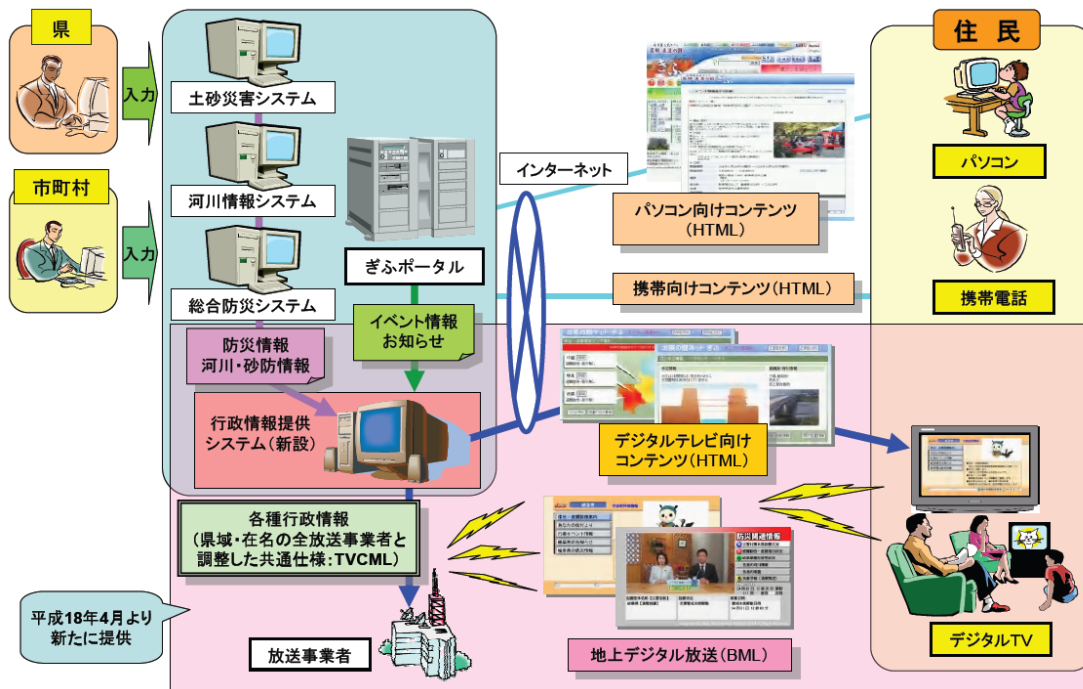 県
入力
市町村
入力
土砂災害システム
河川情報システム
総合防災システム
ぎふポータル
イベント情報
お知らせ
防災情報
河川・砂防情報
行政情報提供
システム(新設)
インターネット
パソコン向けコンテンツ
(HTML)
携帯向けコンテンツ(HTML)
デジタルテレビ向け
コンテンツ(HTML)
住 民
パソコン
携帯電話
各種行政情報
(県域・在名の全放送事業者と
調整した共通仕様:TVCML)
平成18年4月より
新たに提供
放送事業者
防災関連情報
地上デジタル放送(BML)
デジタルTV